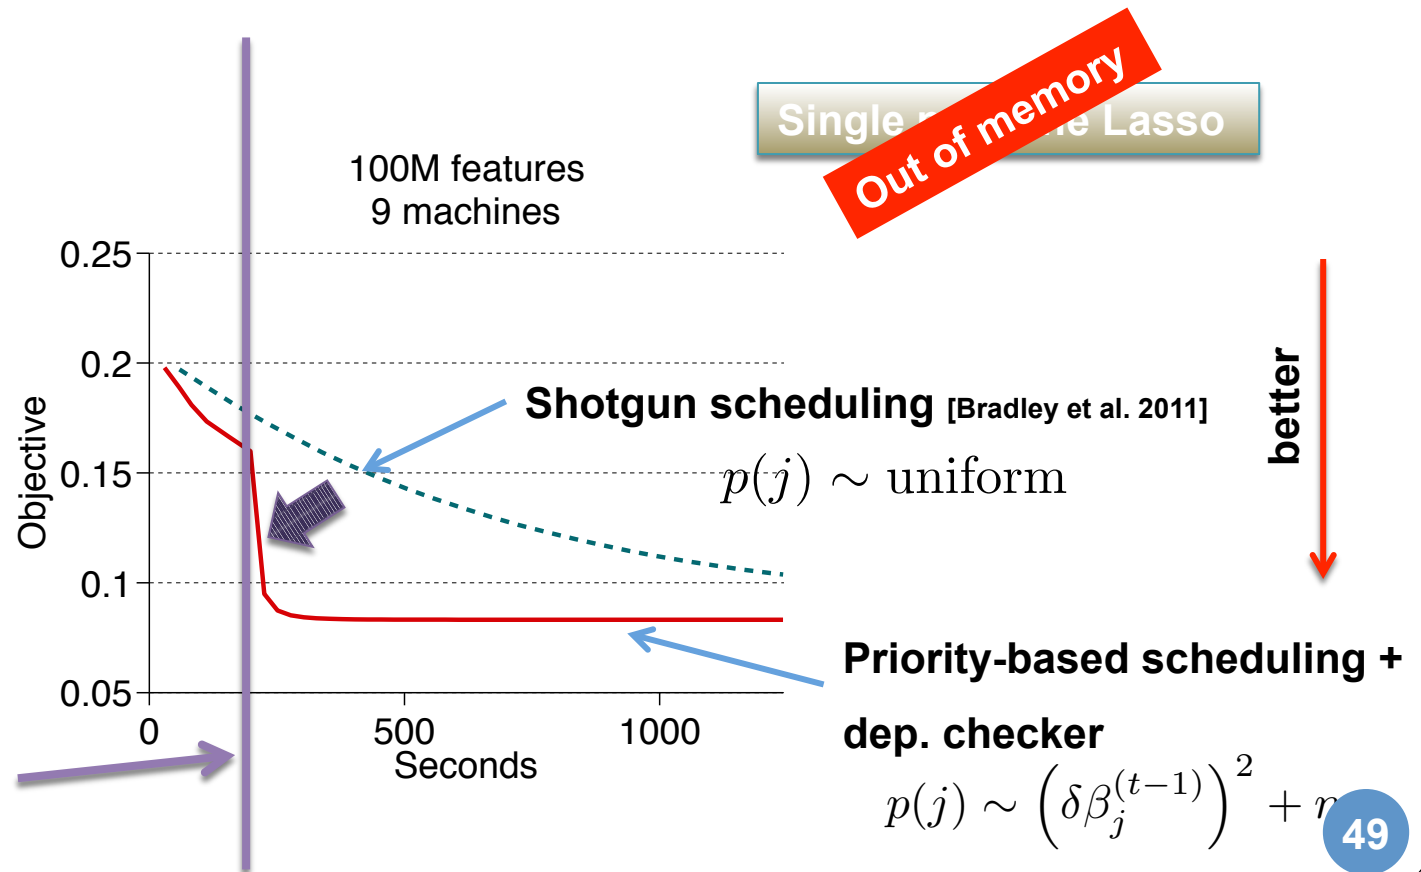 Single Lasso
Out of memory
100M features
9 machines
0.25
0.2
0.15
0.1
0.05
Objective
0
500
1000
Seconds
Shotgun scheduling [Bradley et al. 2011]
p(j) ∼ uniform
better
Priority-based scheduling +
dep. checker
p(j) ∼ (δβ_j^{(t−1)})^2 +
49